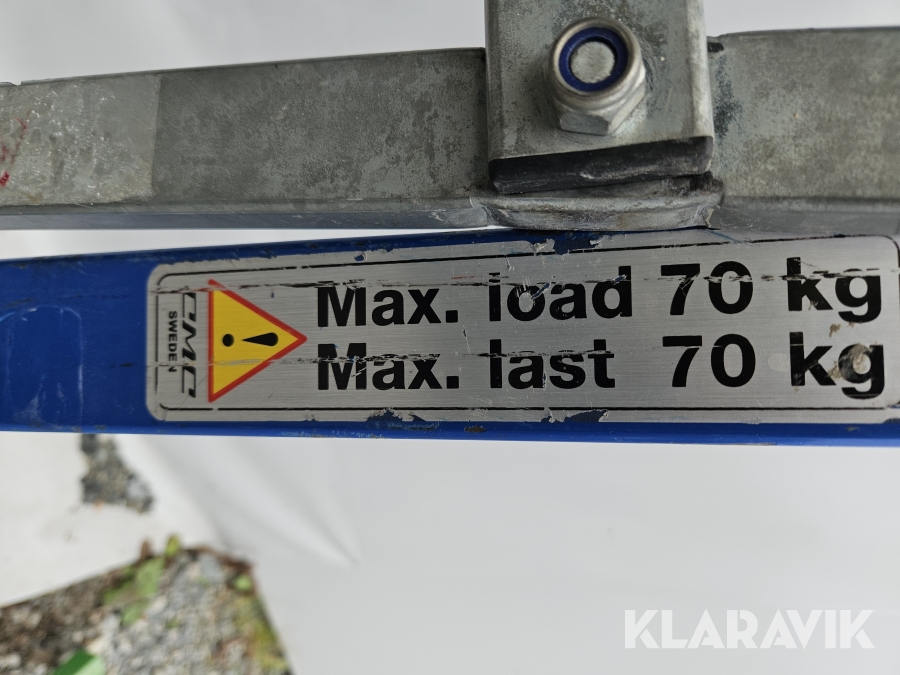 CMC
SWEDEN
!
Max. load 70 kg
Max. last 70 kg
KLARAVIK